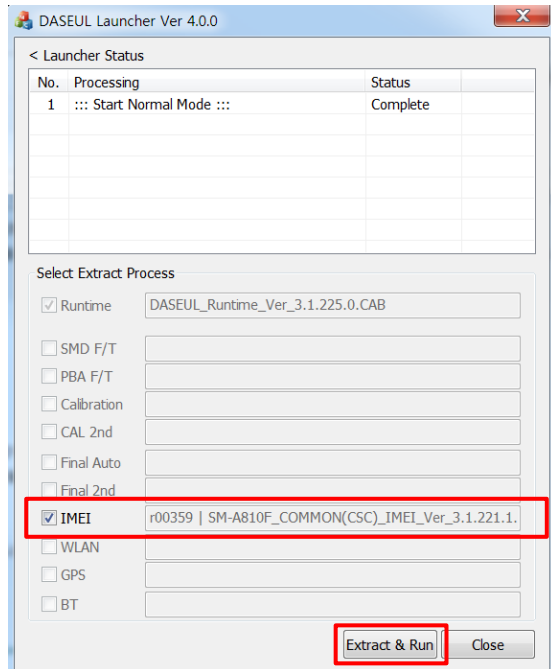 DASEUL Launcher Ver 4.0.0
< Launcher Status
No. Processing Status
1 ::: Start Normal Mode ::: Complete
Select Extract Process
Runtime DASEUL_Runtime_Ver_3.1.225.0.CAB
SMD F/T
PBA F/T
Calibration
CAL 2nd
Final Auto
Final 2nd
IMEI r00359 | SM-A810F_COMMON(CSC)_IMEI_Ver_3.1.221.1.
WLAN
GPS
BT
Extract & Run Close